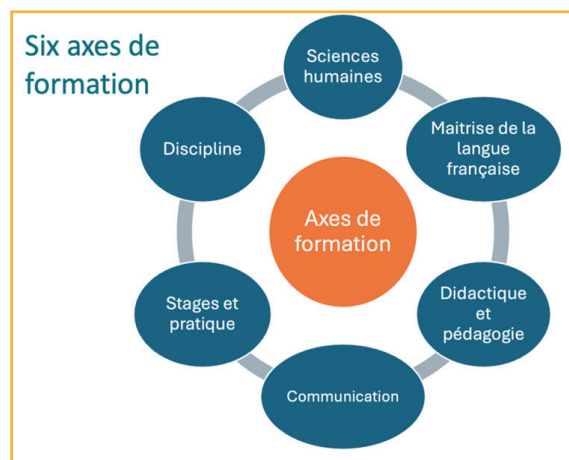 Six axes de
formation
Sciences
humaines
Maitrise de la
langue
française
Didactique
et
pédagogie
Communication
Stages et
pratique
Discipline
Axes de
formation